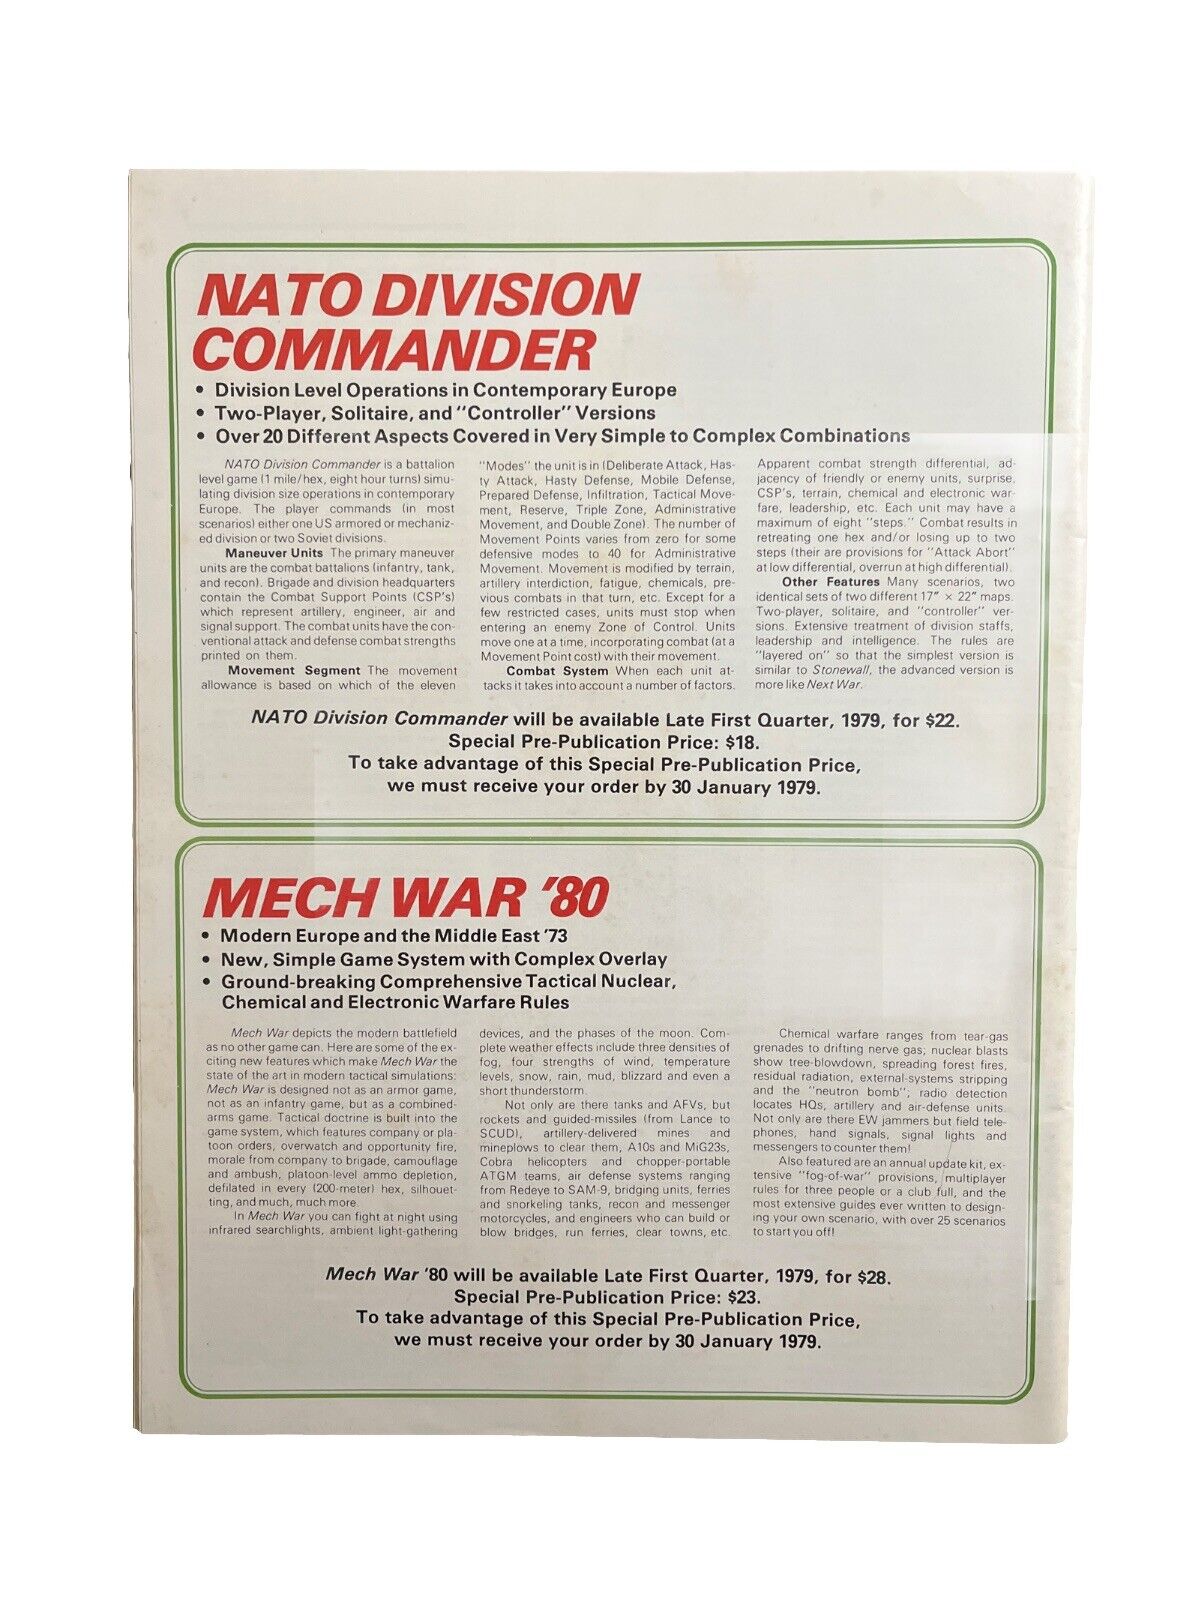 NATO DIVISION
COMMANDER
• Division Level Operations in Contemporary Europe
• Two-Player, Solitaire, and "Controller" Versions
• Over 20 Different Aspects Covered in Very Simple to Complex Combinations
NATO Division Commander is a battalion
level game (1 mile/hex, eight hour turns) simu-
lating division size operations in contemporary
Europe. The player commands (in most
scenarios) either one US armored or mechaniz-
ed division or two Soviet divisions.
Maneuver Units The primary maneuver
units are the combat battalions (infantry, tank,
and recon). Brigade and division headquarters
contain the Combat Support Points (CSP's)
which represent artillery, engineer, air and
signal support. The combat units have the con-
ventional attack and defense combat strengths
printed on them.
Movement Segment The movement
allowance is based on which of the eleven
"Modes" the unit is in (Deliberate Attack, Has-
ty Attack, Hasty Defense, Mobile Defense,
Prepared Defense, Infiltration, Tactical Move-
ment, Reserve, Triple Zone, Administrative
Movement, and Double Zone). The number of
Movement Points varies from zero for some
defensive modes to 40 for Administrative
Movement. Movement is modified by terrain,
artillery interdiction, fatigue, chemicals, pre-
vious combats in that turn, etc. Except for a
few restricted cases, units must stop when
entering an enemy Zone of Control. Units
move one at a time, incorporating combat (at a
Movement Point cost) with their movement.
Combat System When each unit at-
tacks it takes into account a number of factors.
Apparent combat strength differential, ad-
jacency of friendly or enemy units, surprise,
CSP's, terrain, chemical and electronic war-
fare, leadership, etc. Each unit may have a
maximum of eight "steps." Combat results in
retreating one hex and/or losing up to two
steps (their are provisions for "Attack Abort"
at low differential, overrun at high differential).
Other Features Many scenarios, two
identical sets of two different 17" × 22" maps.
Two-player, solitaire, and "controller" ver-
sions. Extensive treatment of division staffs,
leadership and intelligence. The rules are
"layered on" so that the simplest version is
similar to Stonewall, the advanced version is
more like Next War.
NATO Division Commander will be available Late First Quarter, 1979, for $22.
Special Pre-Publication Price: $18.
To take advantage of this Special Pre-Publication Price,
we must receive your order by 30 January 1979.
MECH WAR '80
• Modern Europe and the Middle East '73
• New, Simple Game System with Complex Overlay
• Ground-breaking Comprehensive Tactical Nuclear,
Chemical and Electronic Warfare Rules
Mech War depicts the modern battlefield
as no other game can. Here are some of the ex-
citing new features which make Mech War the
state of the art in modern tactical simulations:
Mech War is designed not as an armor game,
not as an infantry game, but as a combined-
arms game. Tactical doctrine is built into the
game system, which features company or pla-
toon orders, overwatch and opportunity fire,
morale from company to brigade, camouflage
and ambush, platoon-level ammo depletion,
defilated in every (200-meter) hex, silhouet-
ting, and much, much more.
In Mech War you can fight at night using
infrared searchlights, ambient light-gathering
devices, and the phases of the moon. Com-
plete weather effects include three densities of
fog, four strengths of wind, temperature
levels, snow, rain, mud, blizzard and even a
short thunderstorm.
Not only are there tanks and AFVs, but
rockets and guided-missiles (from Lance to
SCUD), artillery-delivered mines and
mineplows to clear them, A10s and MiG23s,
Cobra helicopters and chopper-portable
ATGM teams, air defense systems ranging
from Redeye to SAM-9, bridging units, ferries
and snorkeling tanks, recon and messenger
motorcycles, and engineers who can build or
blow bridges, run ferries, clear towns, etc.
Chemical warfare ranges from tear-gas
grenades to drifting nerve gas; nuclear blasts
show tree-blowdown, spreading forest fires,
residual radiation, external-systems stripping
and the "neutron bomb"; radio detection
locates HQs, artillery and air-defense units.
Not only are there EW jammers but field tele-
phones, hand signals, signal lights and
messengers to counter them!
Also featured are an annual update kit, ex-
tensive "fog-of-war" provisions, multiplayer
rules for three people or a club full, and the
most extensive guides ever written to design-
ing your own scenario, with over 25 scenarios
to start you off!
Mech War '80 will be available Late First Quarter, 1979, for $28.
Special Pre-Publication Price: $23.
To take advantage of this Special Pre-Publication Price,
we must receive your order by 30 January 1979.